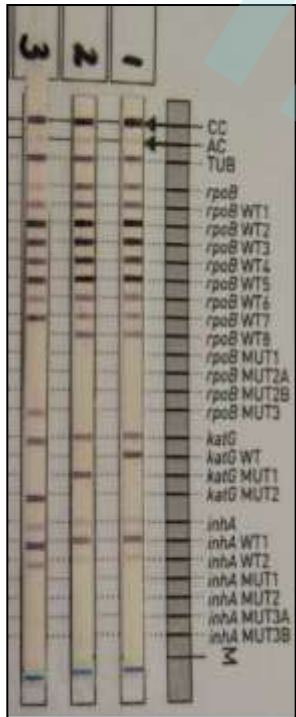 3 2 1
CC
AC
TUB
rpoB
rpoB WT1
rpoB WT2
rpoB WT3
rpoB WT4
rpoB WT5
rpoB WT6
rpoB WT7
rpoB WT8
rpoB MUT1
rpoB MUT2A
rpoB MUT2B
rpoB MUT3
katG
katG WT
katG MUT1
katG MUT2
inhA
inhA WT1
inhA WT2
inhA MUT1
inhA MUT2
inhA MUT3A
inhA MUT3B
M